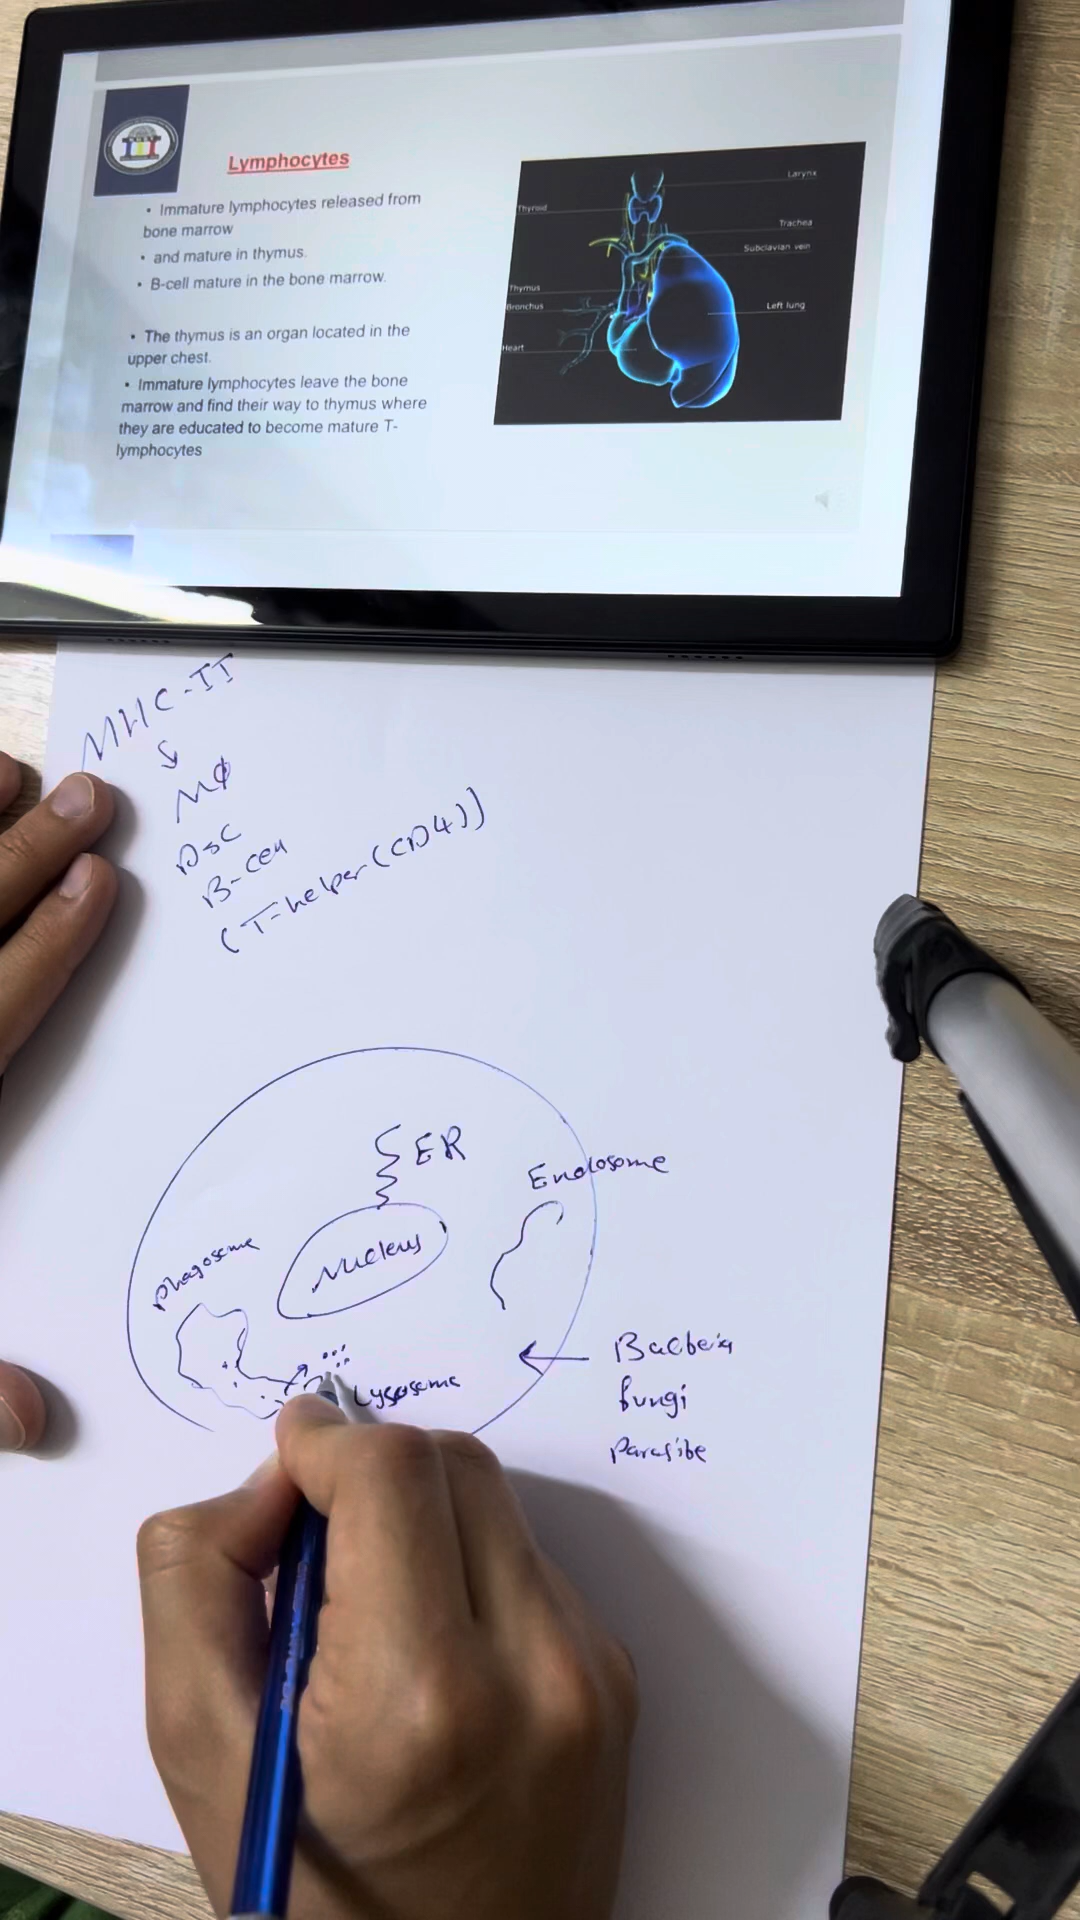 Lymphocytes
• Immature lymphocytes released from
bone marrow
• and mature in thymus.
• B-cell mature in the bone marrow.
• The thymus is an organ located in the
upper chest.
• Immature lymphocytes leave the bone
marrow and find their way to thymus where
they are educated to become mature T-
lymphocytes
Larynx
Thyroid
Trachea
Subclavian vein
Thymus
Bronchus
Left lung
Heart
MHC-II
MΦ
DsC
B-cell
(T-helper(CD4))
ER
Endosome
Nucleus
Phagosome
Lysosome
Bacteria
fungi
Parasite